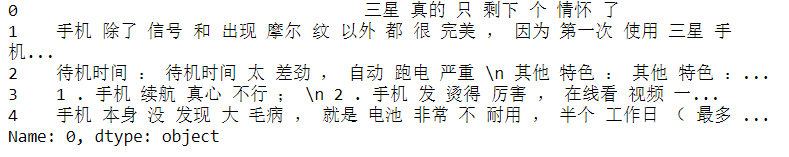 0 三星 真的 只 剩下 个 情怀 了
1 手机 除了 信号 和 出现 摩尔 纹 以外 都 很 完美 ， 因为 第一次 使用 三星 手
机...
2 待机时间 ： 待机时间 太 差劲 ， 自动 跑电 严重 \n 其他 特色 ： 其他 特色 ：...
3 1 . 手机 续航 真心 不行 ； \n 2 . 手机 发 烫得 厉害 ， 在线看 视频 一...
4 手机 本身 没 发现 大 毛病 ， 就是 电池 非常 不 耐用 ， 半个 工作日 （ 最多 ...
Name: 0, dtype: object